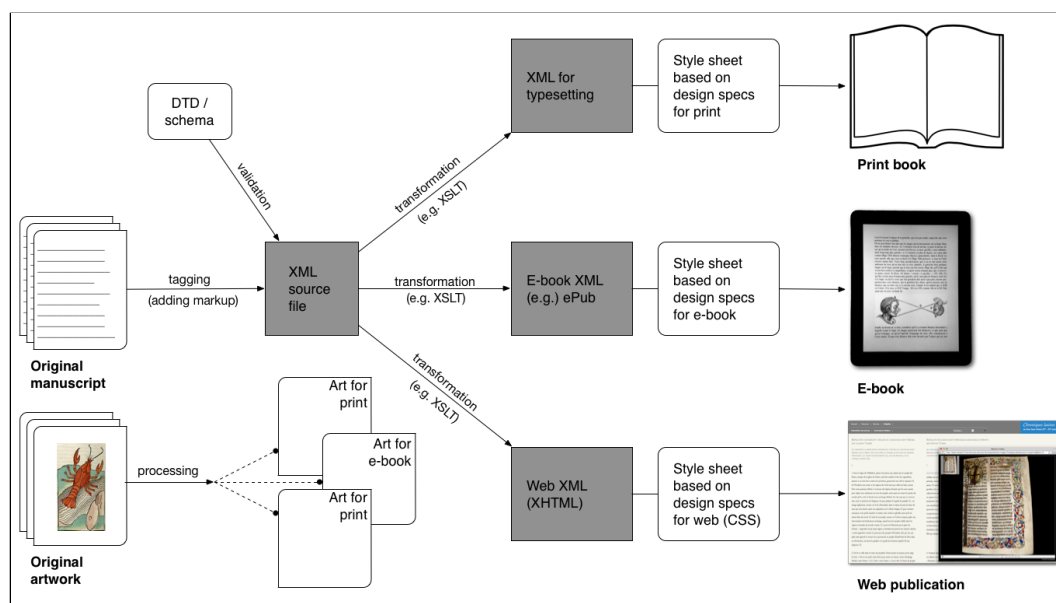 DTD /
schema
validation
Original
manuscript
tagging
(adding markup)
XML
source
file
transformation
(e.g. XSLT)
XML for
typesetting
Style sheet
based on
design specs
for print
Print book
transformation
(e.g. XSLT)
E-book XML
(e.g.) ePub
Style sheet
based on
design specs
for e-book
E-book
transformation
(e.g. XSLT)
Web XML
(XHTML)
Style sheet
based on
design specs
for web (CSS)
Web publication
Original
artwork
processing
Art for
print
Art for
e-book
Art for
print